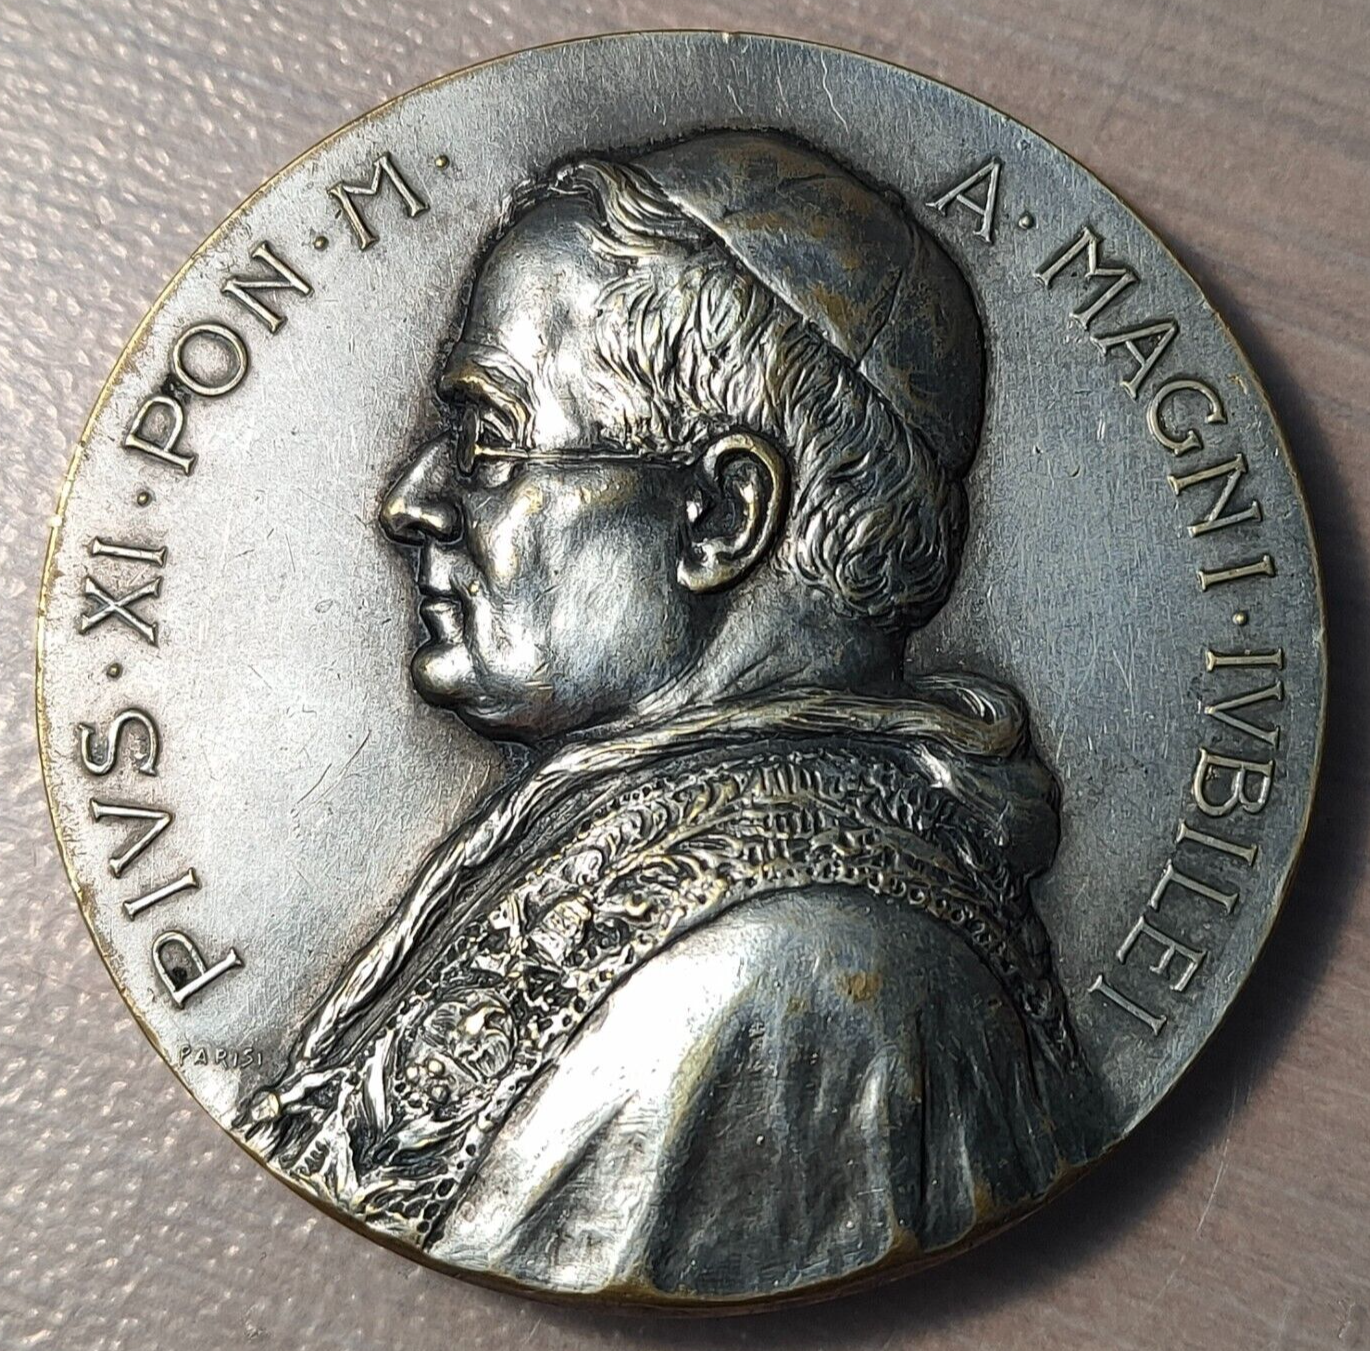 PIVS · XI · PON · M · A · MAGNI · IVBILEI
PARISI